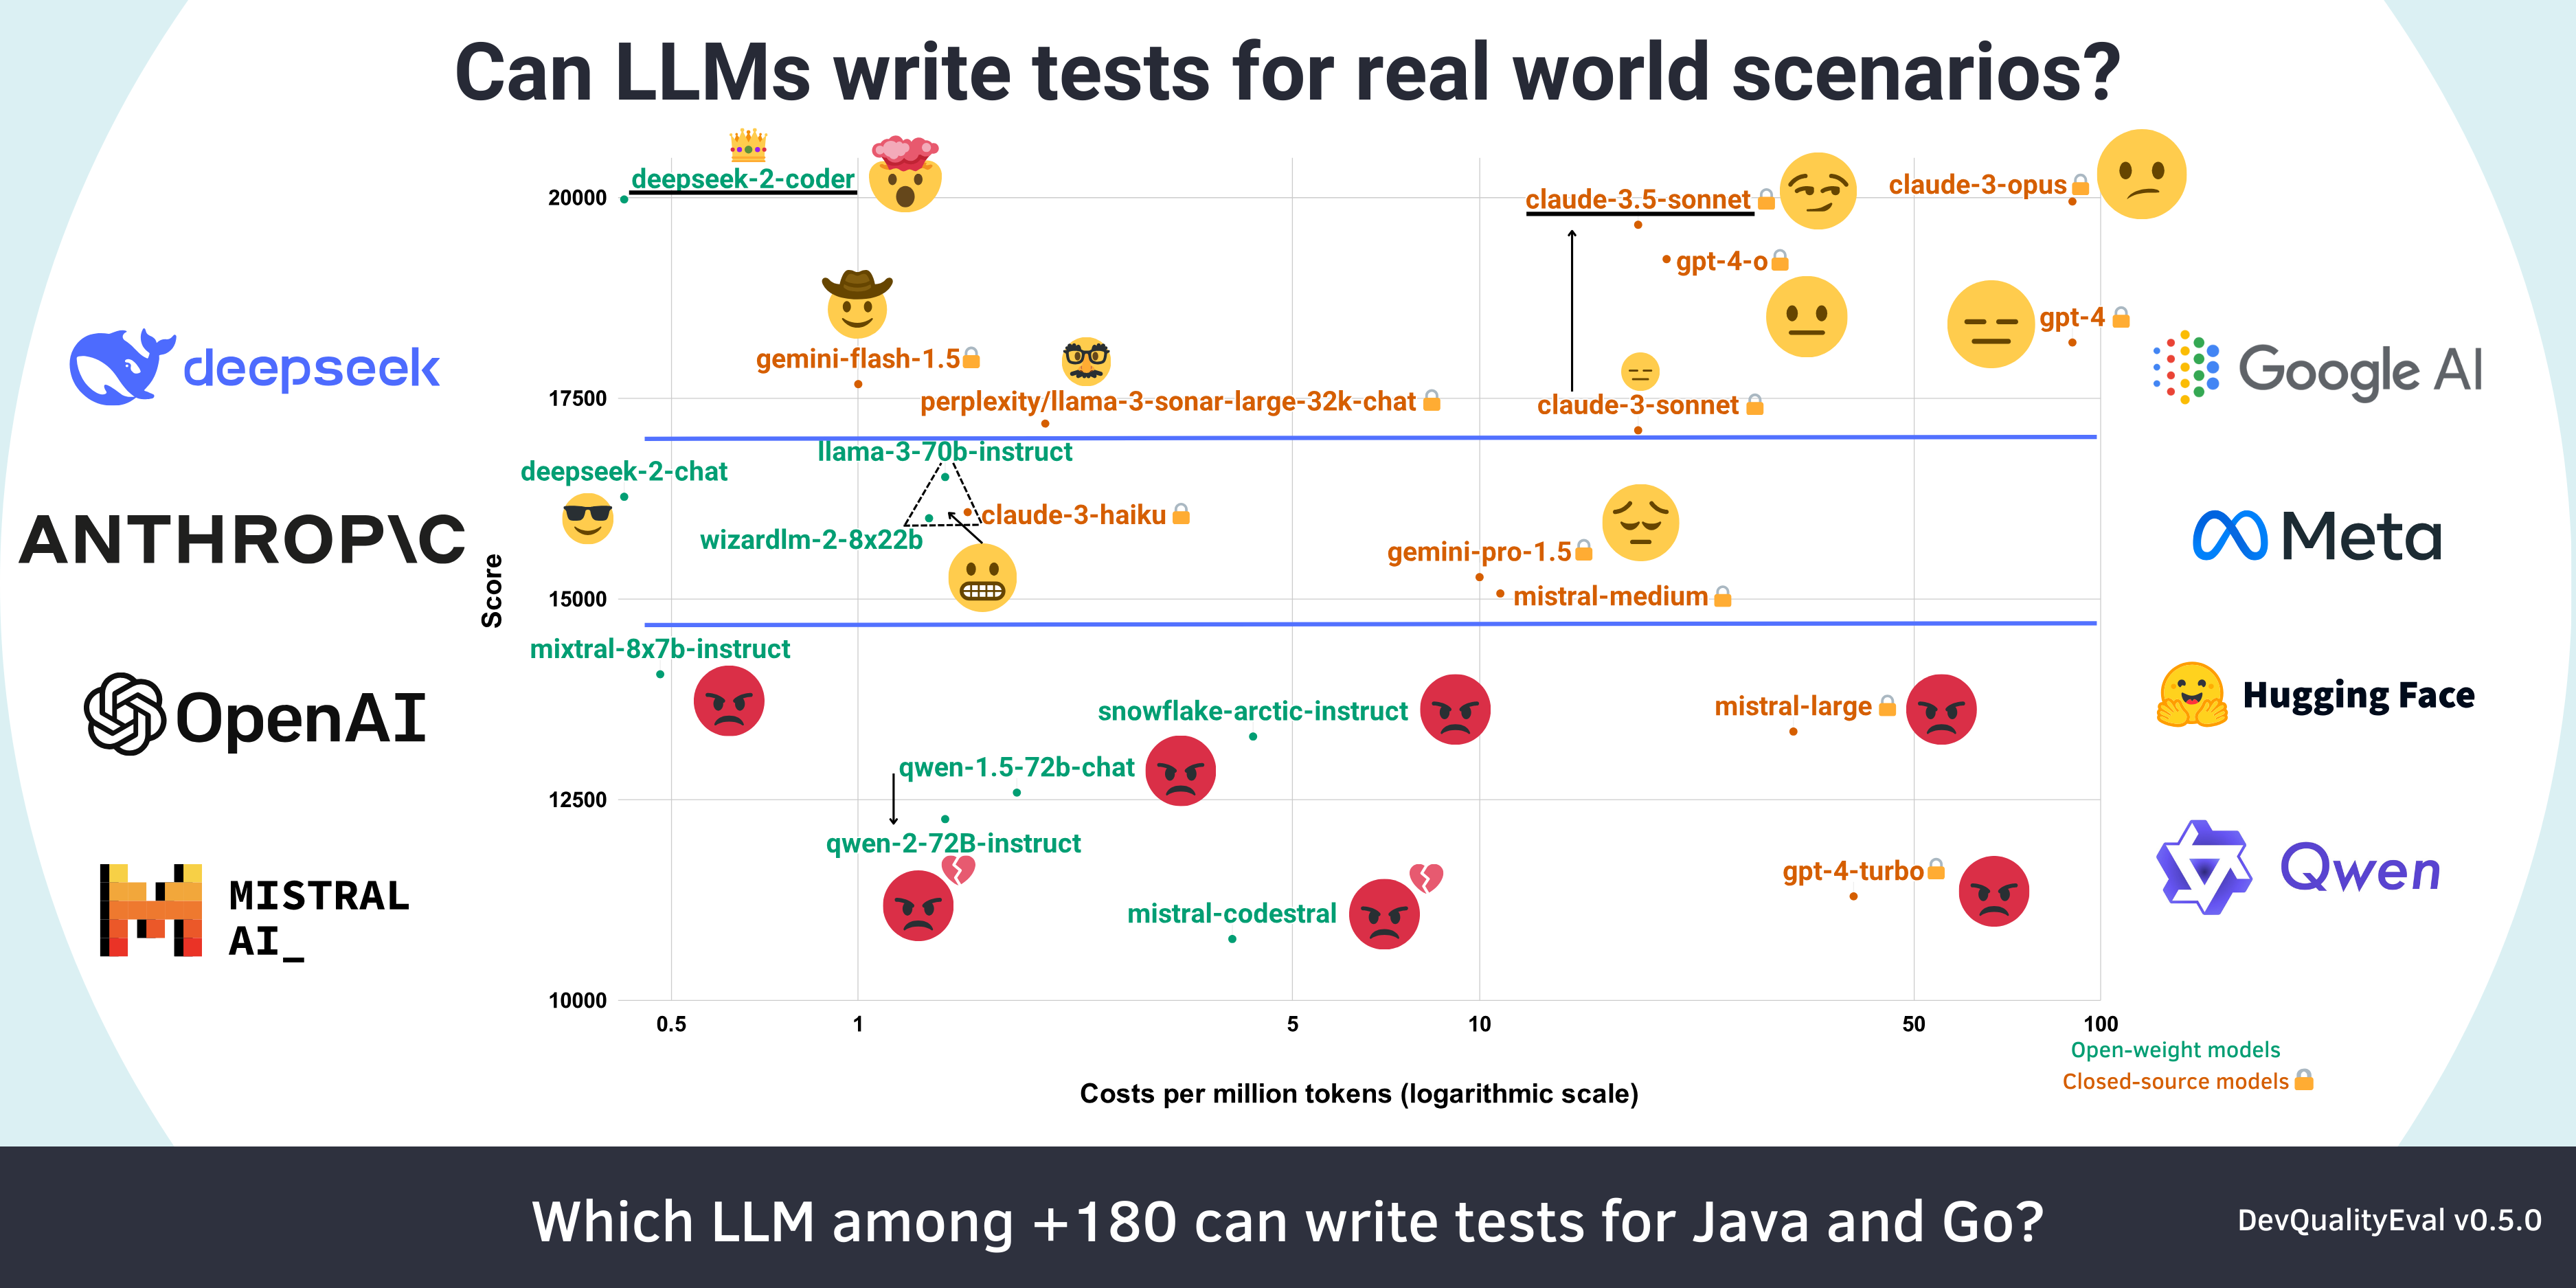 Can LLMs write tests for real world scenarios?
deepseek-2-coder
claude-3.5-sonnet
claude-3-opus
gpt-4-o
gpt-4
gemini-flash-1.5
perplexity/llama-3-sonar-large-32k-chat
claude-3-sonnet
llama-3-70b-instruct
deepseek-2-chat
claude-3-haiku
wizardlm-2-8x22b
gemini-pro-1.5
mistral-medium
mixtral-8x7b-instruct
snowflake-arctic-instruct
mistral-large
qwen-1.5-72b-chat
qwen-2-72B-instruct
gpt-4-turbo
mistral-codestral
Score
20000
17500
15000
12500
10000
0.5
1
5
10
50
100
Costs per million tokens (logarithmic scale)
Open-weight models
Closed-source models
deepseek
ANTHROP\C
OpenAI
MISTRAL
AI_
Google AI
Meta
Hugging Face
Qwen
Which LLM among +180 can write tests for Java and Go?
DevQualityEval v0.5.0